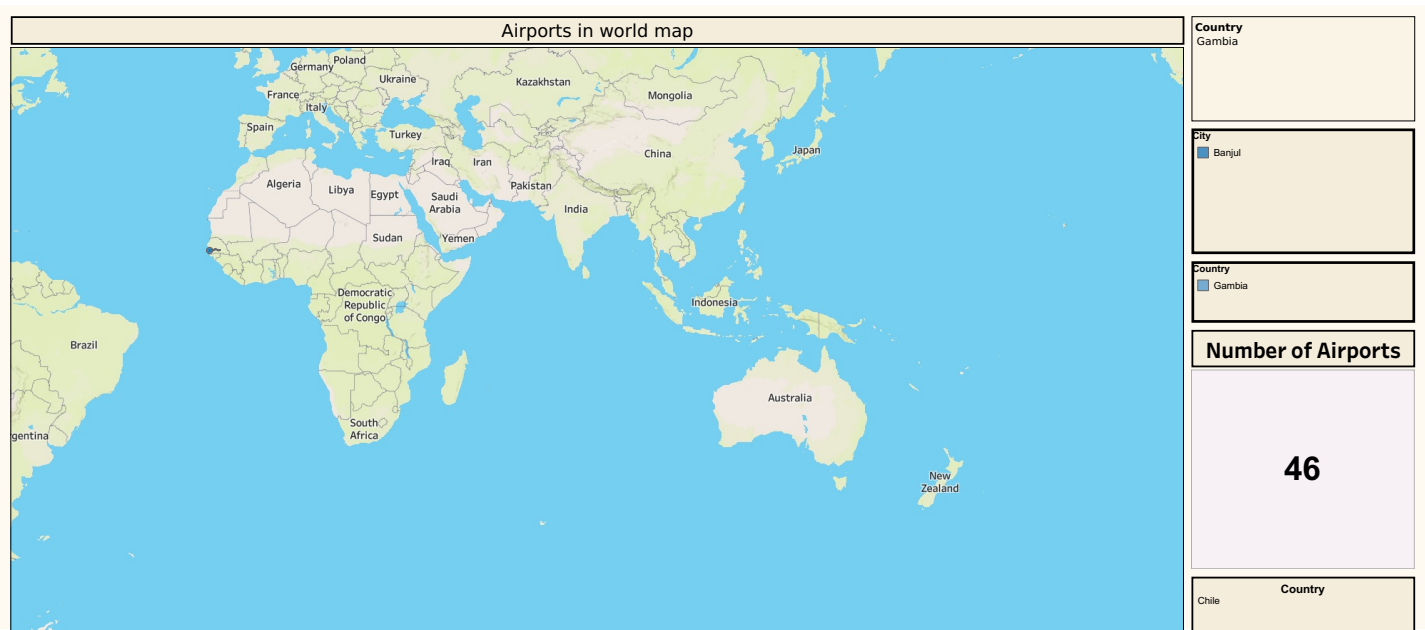 Airports in world map
Germany
Poland
Ukraine
France
Italy
Spain
Turkey
Kazakhstan
Mongolia
China
Japan
Iraq
Iran
Pakistan
India
Algeria
Libya
Egypt
Saudi
Arabia
Sudan
Yemen
Democratic
Republic
of Congo
Indonesia
Brazil
gentina
South
Africa
Australia
New
Zealand
Country
Gambia
City
Banjul
Country
Gambia
Number of Airports
46
Country
Chile